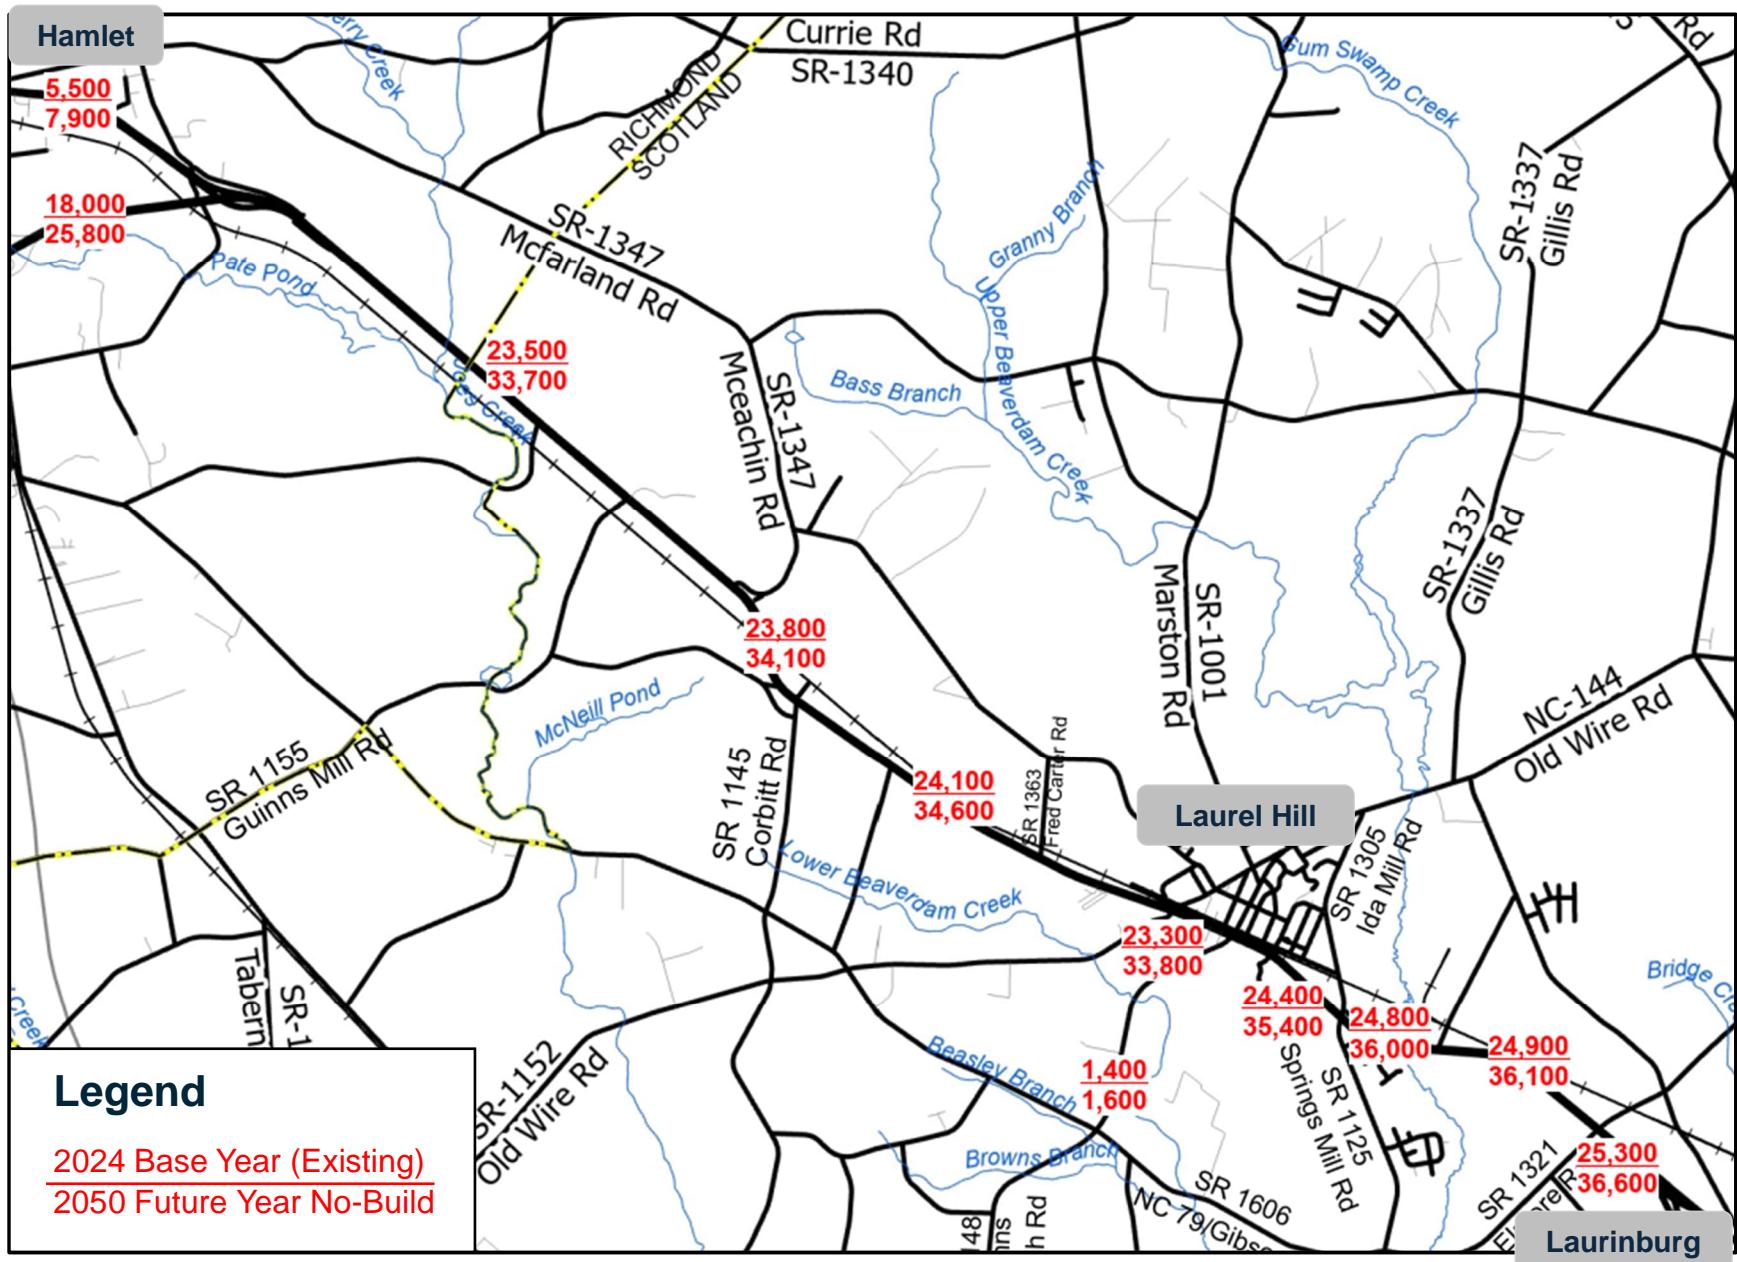 Hamlet
Currie Rd
SR-1340
Rd
Gum Swamp Creek
5,500
7,900
RICHMOND
SCOTLAND
SR-1337
Gillis Rd
18,000
25,800
Granny Branch
SR-1347
Mcfarland Rd
Pate Pond
Upper Beaverdam Creek
23,500
33,700
Bass Branch
Mceachin Rd
SR-1347
Creek
SR-1337
Gillis Rd
Marston Rd
SR-1001
23,800
34,100
McNeill Pond
NC-144
Old Wire Rd
SR 1155
Guinns Mill Rd
SR 1145
Corbitt Rd
24,100
34,600
SR 1363
Fred Carter Rd
Laurel Hill
SR 1305
Ida Mill Rd
Lower Beaverdam Creek
23,300
33,800
Tabern
SR-1
Creek
24,400
35,400
24,800
36,000
24,900
36,100
Bridge Cr
Beasley Branch
1,400
1,600
Springs Mill Rd
SR 1125
SR-1152
Old Wire Rd
Browns Branch
SR 1606
NC 79/Gibs
SR 1321
25,300
36,600
148
h Rd
Laurinburg
Legend
2024 Base Year (Existing)
2050 Future Year No-Build